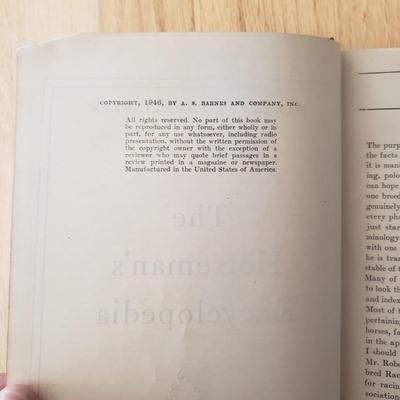 COPYRIGHT, 1946, BY A. S. BARNES AND COMPANY, INC.
All rights reserved. No part of this book may
be reproduced in any form, either wholly or in
part, for any use whatsoever, including radio
presentation, without the written permission of
the copyright owner with the exception of a
reviewer who may quote brief passages in a
review printed in a magazine or newspaper.
Manufactured in the United States of America.
The
Horseman's
Encyclopedia
The purp
the facts
it is mani
ing, polo
can hope
one breed
genuinely
every pha
just star
minology
with one
he is tran
stable of t
Many of
to look th
and index
Most of t
pertaining
horses, fa
in the ap
I should
Mr. Robe
bred Rac
for racin
sociation